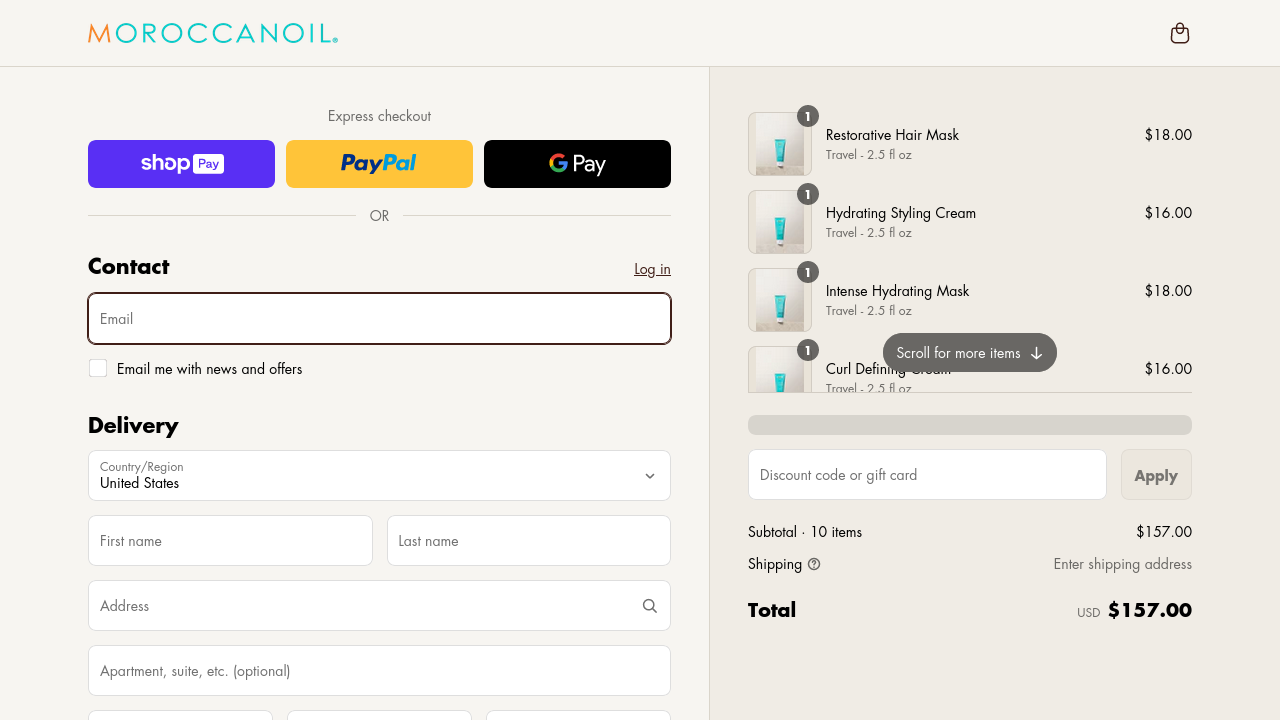 MOROCCANOIL®
Express checkout
shop Pay
PayPal
G Pay
OR
Contact
Log in
Email
Email me with news and offers
Delivery
Country/Region
United States
First name
Last name
Address
Apartment, suite, etc. (optional)
1
Restorative Hair Mask
$18.00
Travel - 2.5 fl oz
1
Hydrating Styling Cream
$16.00
Travel - 2.5 fl oz
1
Intense Hydrating Mask
$18.00
Travel - 2.5 fl oz
Scroll for more items
1
Curl Defining Cream
$16.00
Travel - 2.5 fl oz
Discount code or gift card
Apply
Subtotal · 10 items
$157.00
Shipping
Enter shipping address
Total
USD $157.00